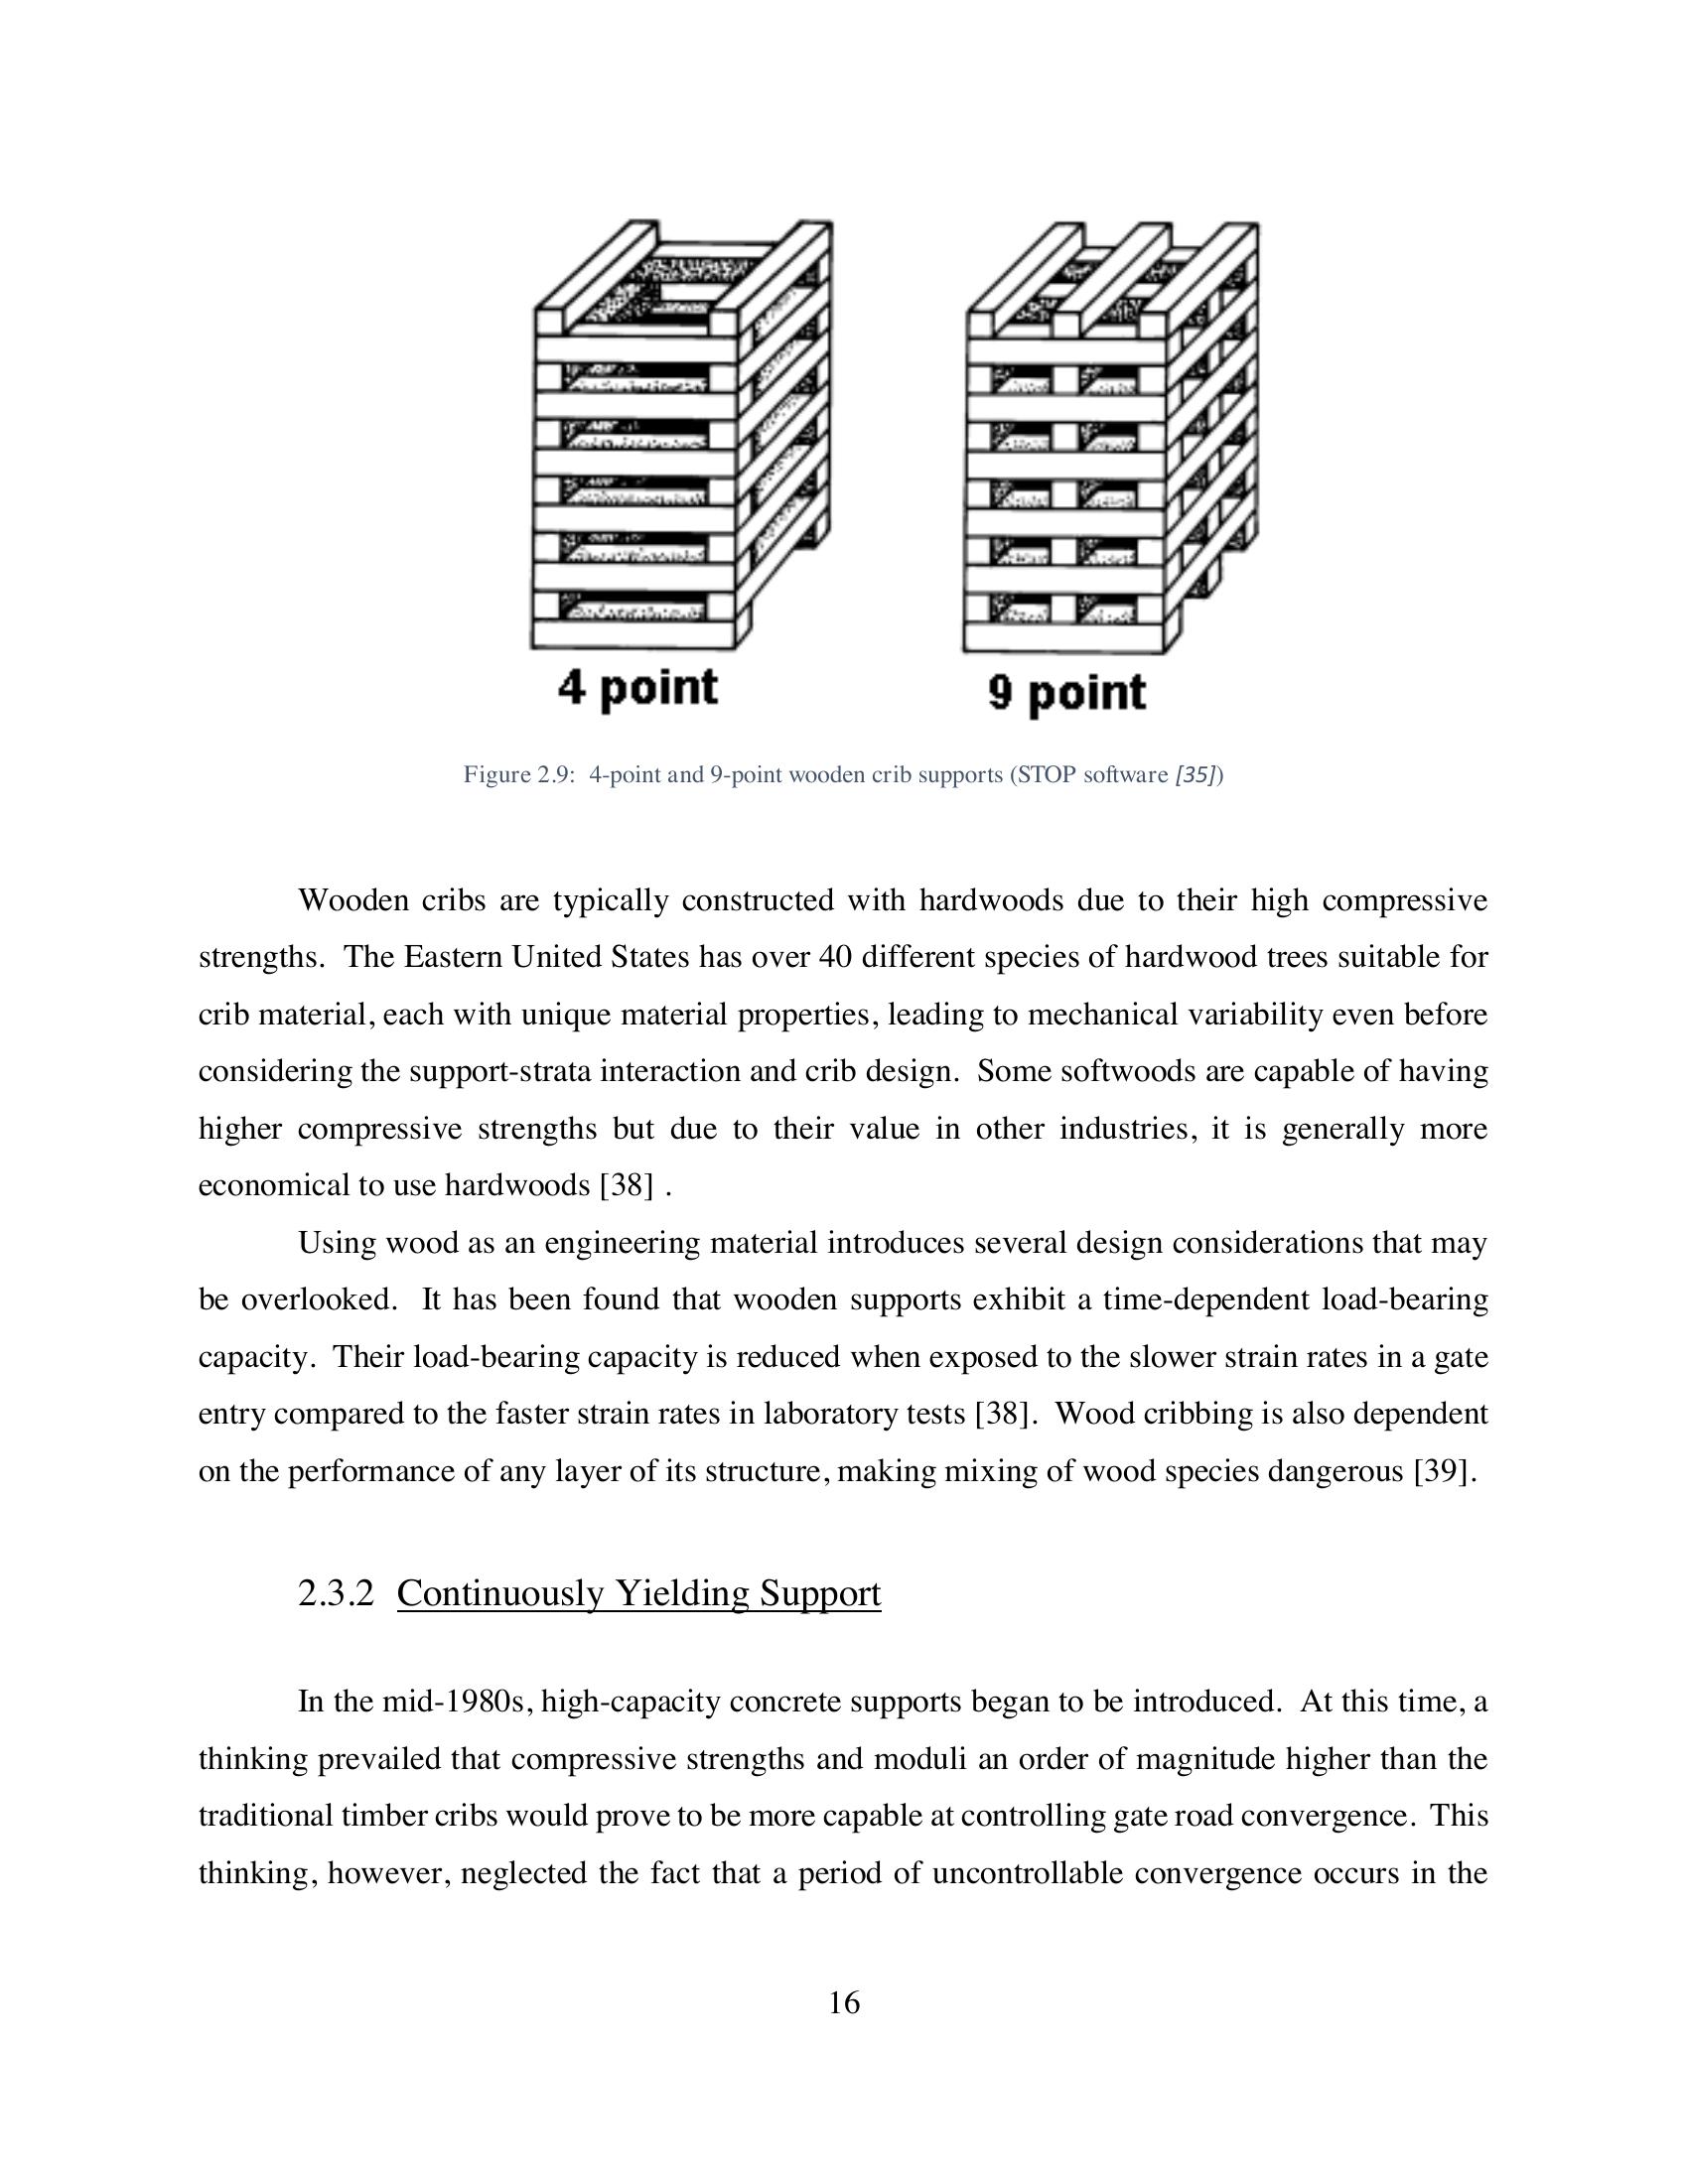 4 point
9 point
Figure 2.9:  4-point and 9-point wooden crib supports (STOP software [35])
Wooden cribs are typically constructed with hardwoods due to their high compressive
strengths.  The Eastern United States has over 40 different species of hardwood trees suitable for
crib material, each with unique material properties, leading to mechanical variability even before
considering the support-strata interaction and crib design.  Some softwoods are capable of having
higher compressive strengths but due to their value in other industries, it is generally more
economical to use hardwoods [38] .
Using wood as an engineering material introduces several design considerations that may
be overlooked.  It has been found that wooden supports exhibit a time-dependent load-bearing
capacity.  Their load-bearing capacity is reduced when exposed to the slower strain rates in a gate
entry compared to the faster strain rates in laboratory tests [38].  Wood cribbing is also dependent
on the performance of any layer of its structure, making mixing of wood species dangerous [39].
2.3.2  Continuously Yielding Support
In the mid-1980s, high-capacity concrete supports began to be introduced.  At this time, a
thinking prevailed that compressive strengths and moduli an order of magnitude higher than the
traditional timber cribs would prove to be more capable at controlling gate road convergence.  This
thinking, however, neglected the fact that a period of uncontrollable convergence occurs in the
16